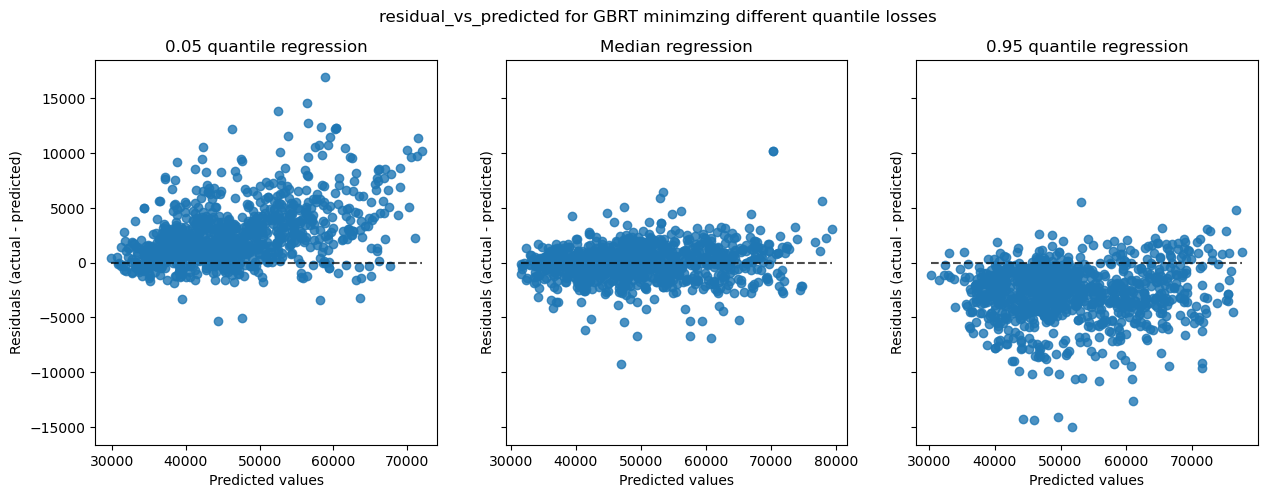 residual_vs_predicted for GBRT minimzing different quantile losses
0.05 quantile regression
Median regression
0.95 quantile regression
Residuals (actual - predicted)
15000
10000
5000
0
−5000
−10000
−15000
30000 40000 50000 60000 70000
Predicted values
Residuals (actual - predicted)
30000 40000 50000 60000 70000 80000
Predicted values
Residuals (actual - predicted)
30000 40000 50000 60000 70000
Predicted values